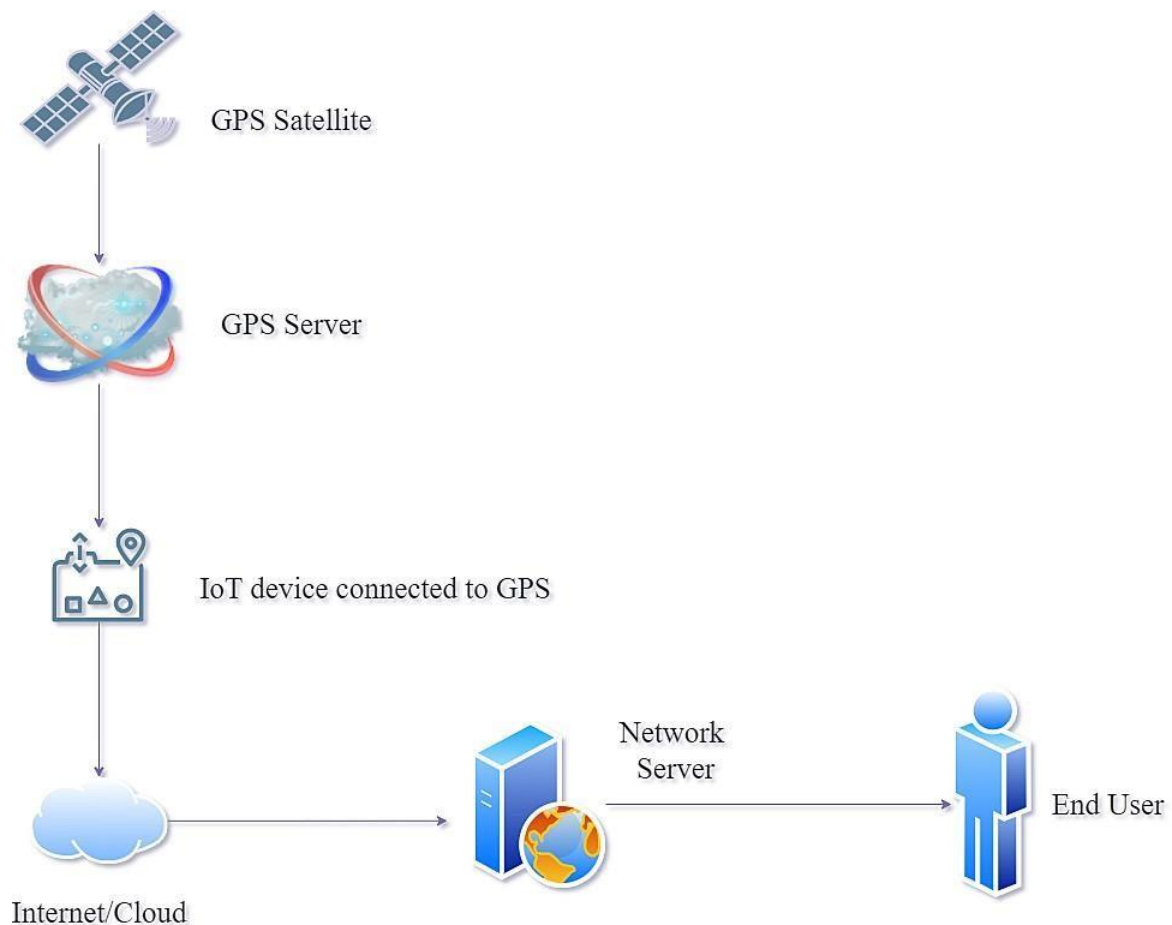 GPS Satellite
GPS Server
IoT device connected to GPS
Network
Server
End User
Internet/Cloud